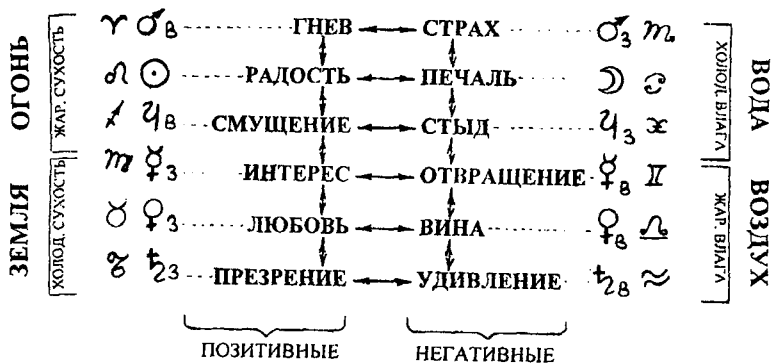 ♈ ♂В ГНЕВ СТРАХ ♂З ♏
♌ ☉ РАДОСТЬ ПЕЧАЛЬ ☽ ♋
♐ ♃В СМУЩЕНИЕ СТЫД ♃З ♓
♍ ☿З ИНТЕРЕС ОТВРАЩЕНИЕ ☿В ♊
♉ ♀З ЛЮБОВЬ ВИНА ♀В ♎
♑ ♄З ПРЕЗРЕНИЕ УДИВЛЕНИЕ ♄В ♒
ОГОНЬ
ЖАР. СУХОСТЬ
ЗЕМЛЯ
ХОЛОД. СУХОСТЬ
ХОЛОД. ВЛАГА
ВОДА
ЖАР. ВЛАГА
ВОЗДУХ
ПОЗИТИВНЫЕ НЕГАТИВНЫЕ